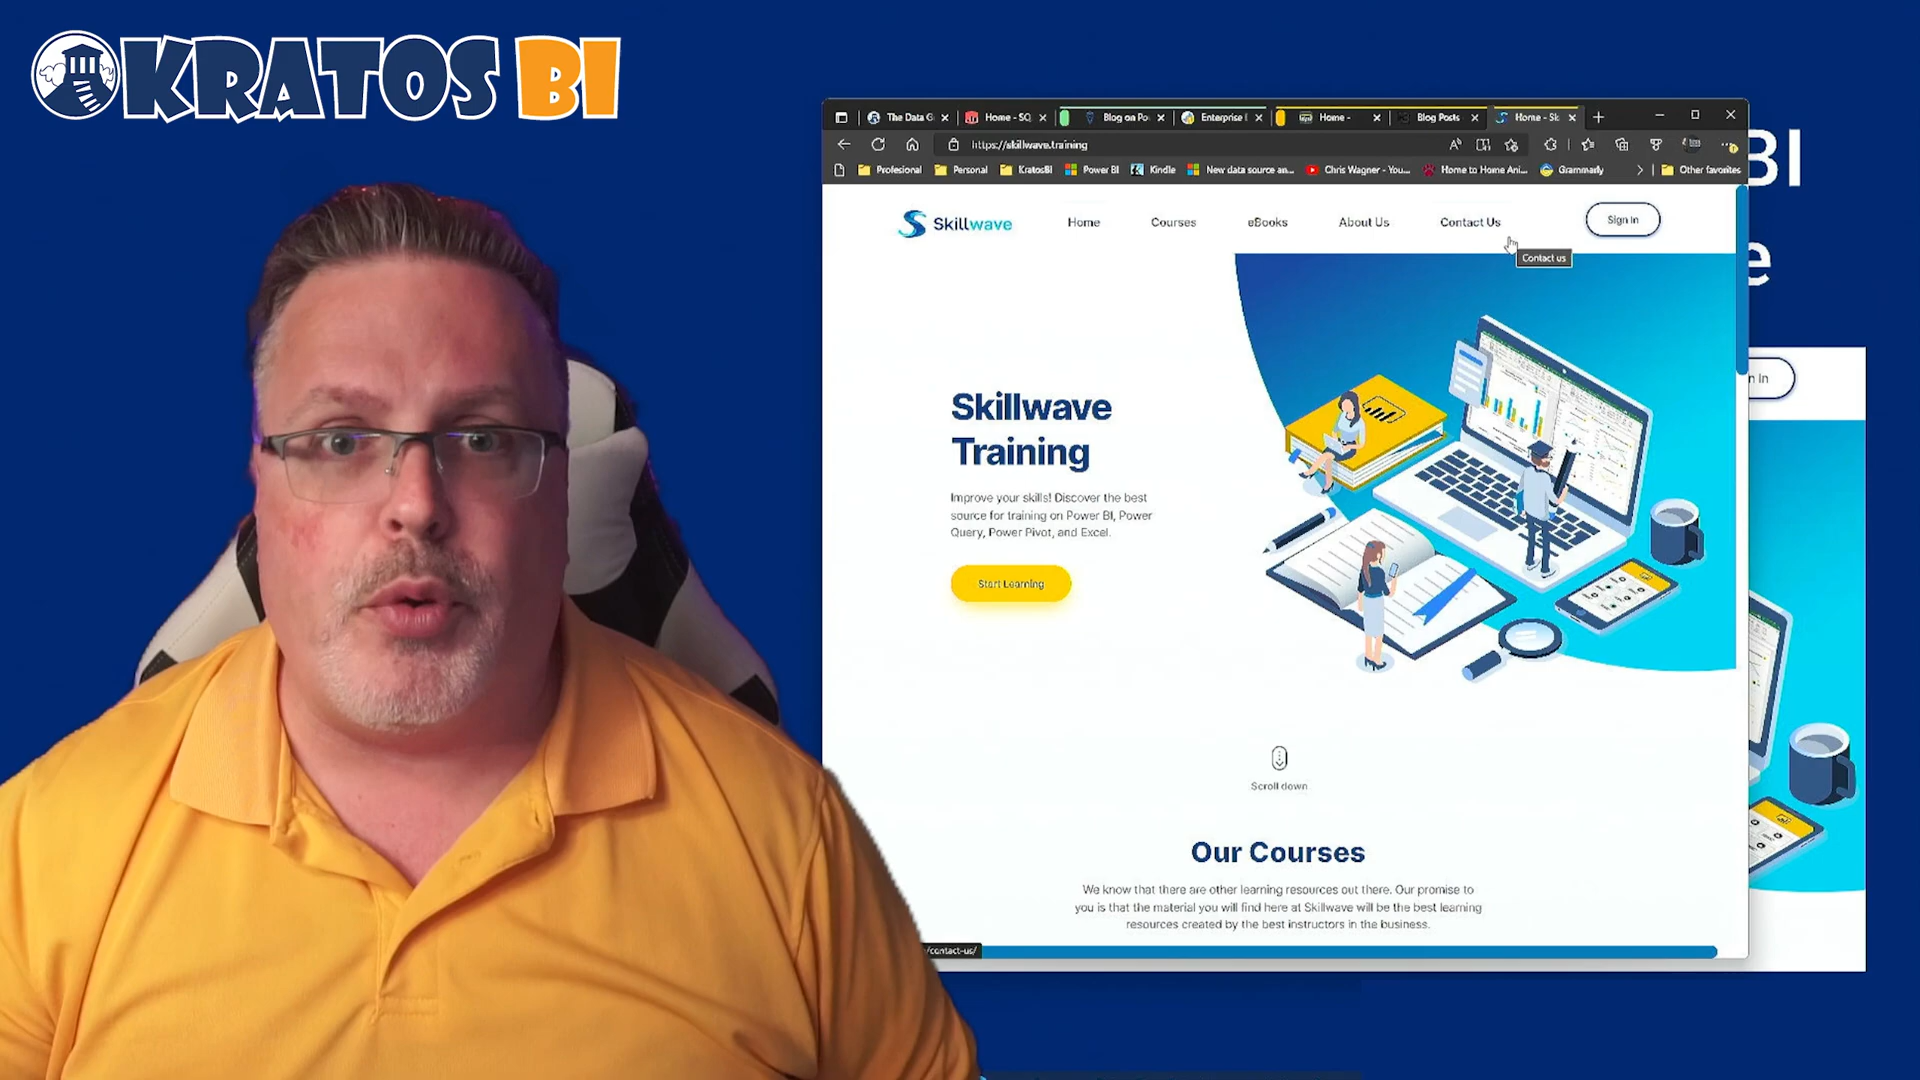 KRATOS BI
The Data G
Home - SQ
Blog on Po
Enterprise
Home -
Blog Posts
Home - Sk
https://skillwave.training
Profesional
Personal
KratosBI
Power BI
Kindle
New data source an...
Chris Wagner - You...
Home to Home Ani...
Grammarly
Other favorites
BI
e
Skillwave
Home
Courses
eBooks
About Us
Contact Us
Sign In
Contact us
n In
Skillwave
Training
Improve your skills! Discover the best
source for training on Power BI, Power
Query, Power Pivot, and Excel.
Start Learning
Scroll down
Our Courses
We know that there are other learning resources out there. Our promise to
you is that the material you will find here at Skillwave will be the best learning
resources created by the best instructors in the business.
/contact-us/